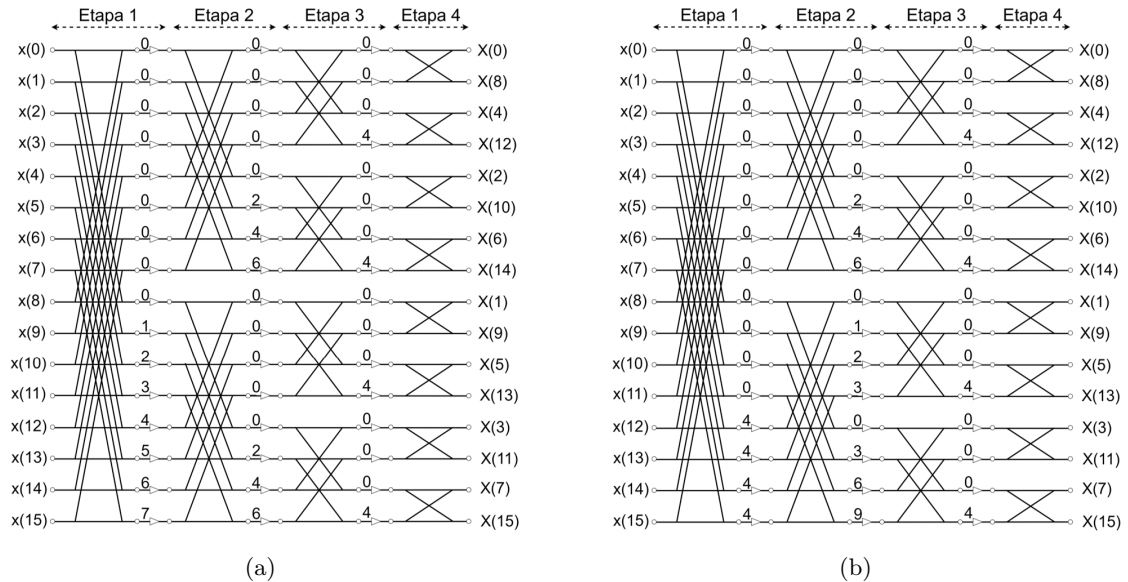 Etapa 1 Etapa 2 Etapa 3 Etapa 4
x(0) 0 0 0 X(0)
x(1) 0 0 0 X(8)
x(2) 0 0 0 X(4)
x(3) 0 0 4 X(12)
x(4) 0 0 0 X(2)
x(5) 0 2 0 X(10)
x(6) 0 4 0 X(6)
x(7) 0 6 4 X(14)
x(8) 0 0 0 X(1)
x(9) 1 0 0 X(9)
x(10) 2 0 0 X(5)
x(11) 3 0 4 X(13)
x(12) 4 0 0 X(3)
x(13) 5 2 0 X(11)
x(14) 6 4 0 X(7)
x(15) 7 6 4 X(15)
(a)
Etapa 1 Etapa 2 Etapa 3 Etapa 4
x(0) 0 0 0 X(0)
x(1) 0 0 0 X(8)
x(2) 0 0 0 X(4)
x(3) 0 0 4 X(12)
x(4) 0 0 0 X(2)
x(5) 0 2 0 X(10)
x(6) 0 4 0 X(6)
x(7) 0 6 4 X(14)
x(8) 0 0 0 X(1)
x(9) 0 1 0 X(9)
x(10) 0 2 0 X(5)
x(11) 0 3 4 X(13)
x(12) 4 0 0 X(3)
x(13) 4 3 0 X(11)
x(14) 4 6 0 X(7)
x(15) 4 9 4 X(15)
(b)